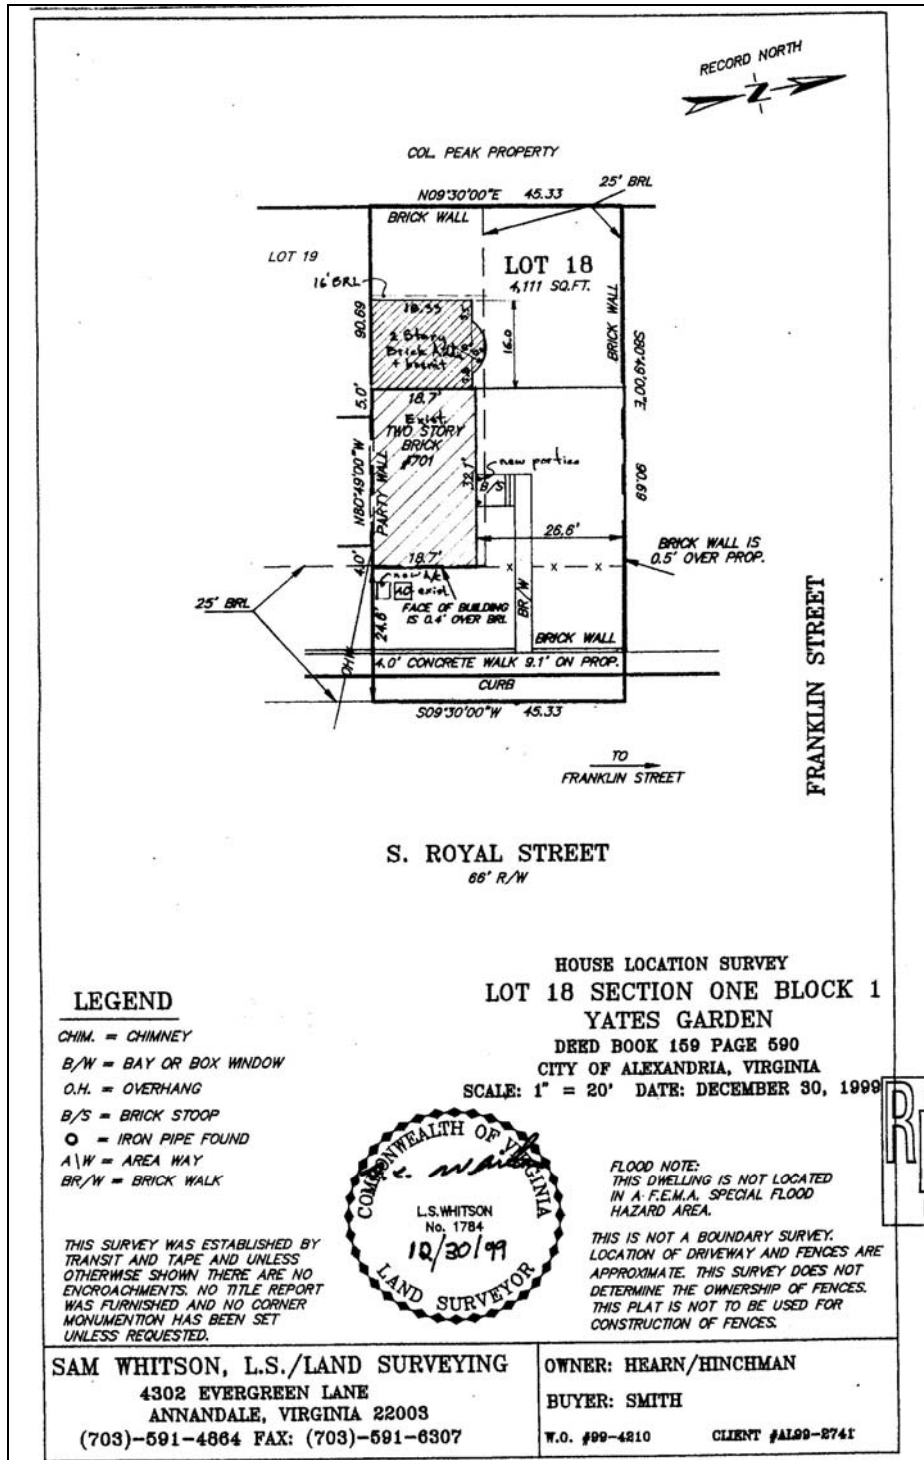 RECORD NORTH
N
COL. PEAK PROPERTY
N09°30'00"E 45.33
25' BRL
BRICK WALL
LOT 19
LOT 18
4,111 SQ.FT.
16' BRL
18.33
90.69
2 Story
Brick Add.
+ basmt
16.0
BRICK WALL
S80°49'00"E
5.0'
18.7'
Exist.
TWO STORY
BRICK
#701
N80°49'00"W
PARTY WALL
32.1'
new portico
B/S
90.69
26.6'
BRICK WALL IS
0.5' OVER PROP.
4.0'
18.7'
new A/C
AC exist
25' BRL
24.6'
FACE OF BUILDING
IS 0.4' OVER BRL
BR/W
BRICK WALL
OHW
4.0' CONCRETE WALK 9.1' ON PROP.
CURB
S09°30'00"W 45.33
TO
FRANKLIN STREET
FRANKLIN STREET
S. ROYAL STREET
66' R/W
HOUSE LOCATION SURVEY
LOT 18 SECTION ONE BLOCK 1
YATES GARDEN
DEED BOOK 159 PAGE 590
CITY OF ALEXANDRIA, VIRGINIA
SCALE: 1" = 20' DATE: DECEMBER 30, 1999
LEGEND
CHIM. = CHIMNEY
B/W = BAY OR BOX WINDOW
O.H. = OVERHANG
B/S = BRICK STOOP
O = IRON PIPE FOUND
A\W = AREA WAY
BR/W = BRICK WALK
COMMONWEALTH OF VIRGINIA
L.S.WHITSON
No. 1784
12/30/99
LAND SURVEYOR
FLOOD NOTE:
THIS DWELLING IS NOT LOCATED
IN A F.E.M.A. SPECIAL FLOOD
HAZARD AREA.
THIS SURVEY WAS ESTABLISHED BY
TRANSIT AND TAPE AND UNLESS
OTHERWISE SHOWN THERE ARE NO
ENCROACHMENTS. NO TITLE REPORT
WAS FURNISHED AND NO CORNER
MONUMENTION HAS BEEN SET
UNLESS REQUESTED.
THIS IS NOT A BOUNDARY SURVEY.
LOCATION OF DRIVEWAY AND FENCES ARE
APPROXIMATE. THIS SURVEY DOES NOT
DETERMINE THE OWNERSHIP OF FENCES.
THIS PLAT IS NOT TO BE USED FOR
CONSTRUCTION OF FENCES.
SAM WHITSON, L.S./LAND SURVEYING
4302 EVERGREEN LANE
ANNANDALE, VIRGINIA 22003
(703)-591-4864 FAX: (703)-591-6307
OWNER: HEARN/HINCHMAN
BUYER: SMITH
W.O. #99-4210 CLIENT #AL99-2741